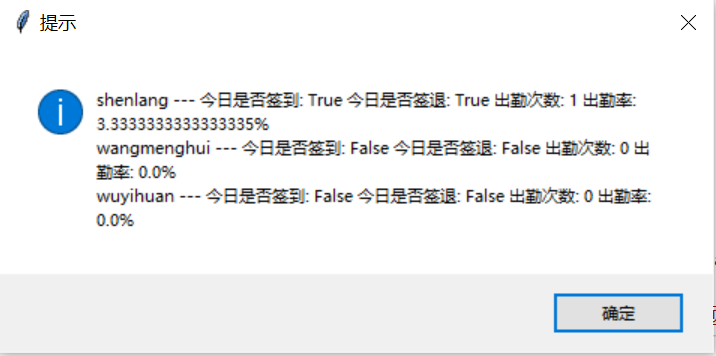 提示
shenlang --- 今日是否签到: True 今日是否签退: True 出勤次数: 1 出勤率:
3.3333333333333335%
wangmenghui --- 今日是否签到: False 今日是否签退: False 出勤次数: 0 出
勤率: 0.0%
wuyihuan --- 今日是否签到: False 今日是否签退: False 出勤次数: 0 出勤率:
0.0%
确定